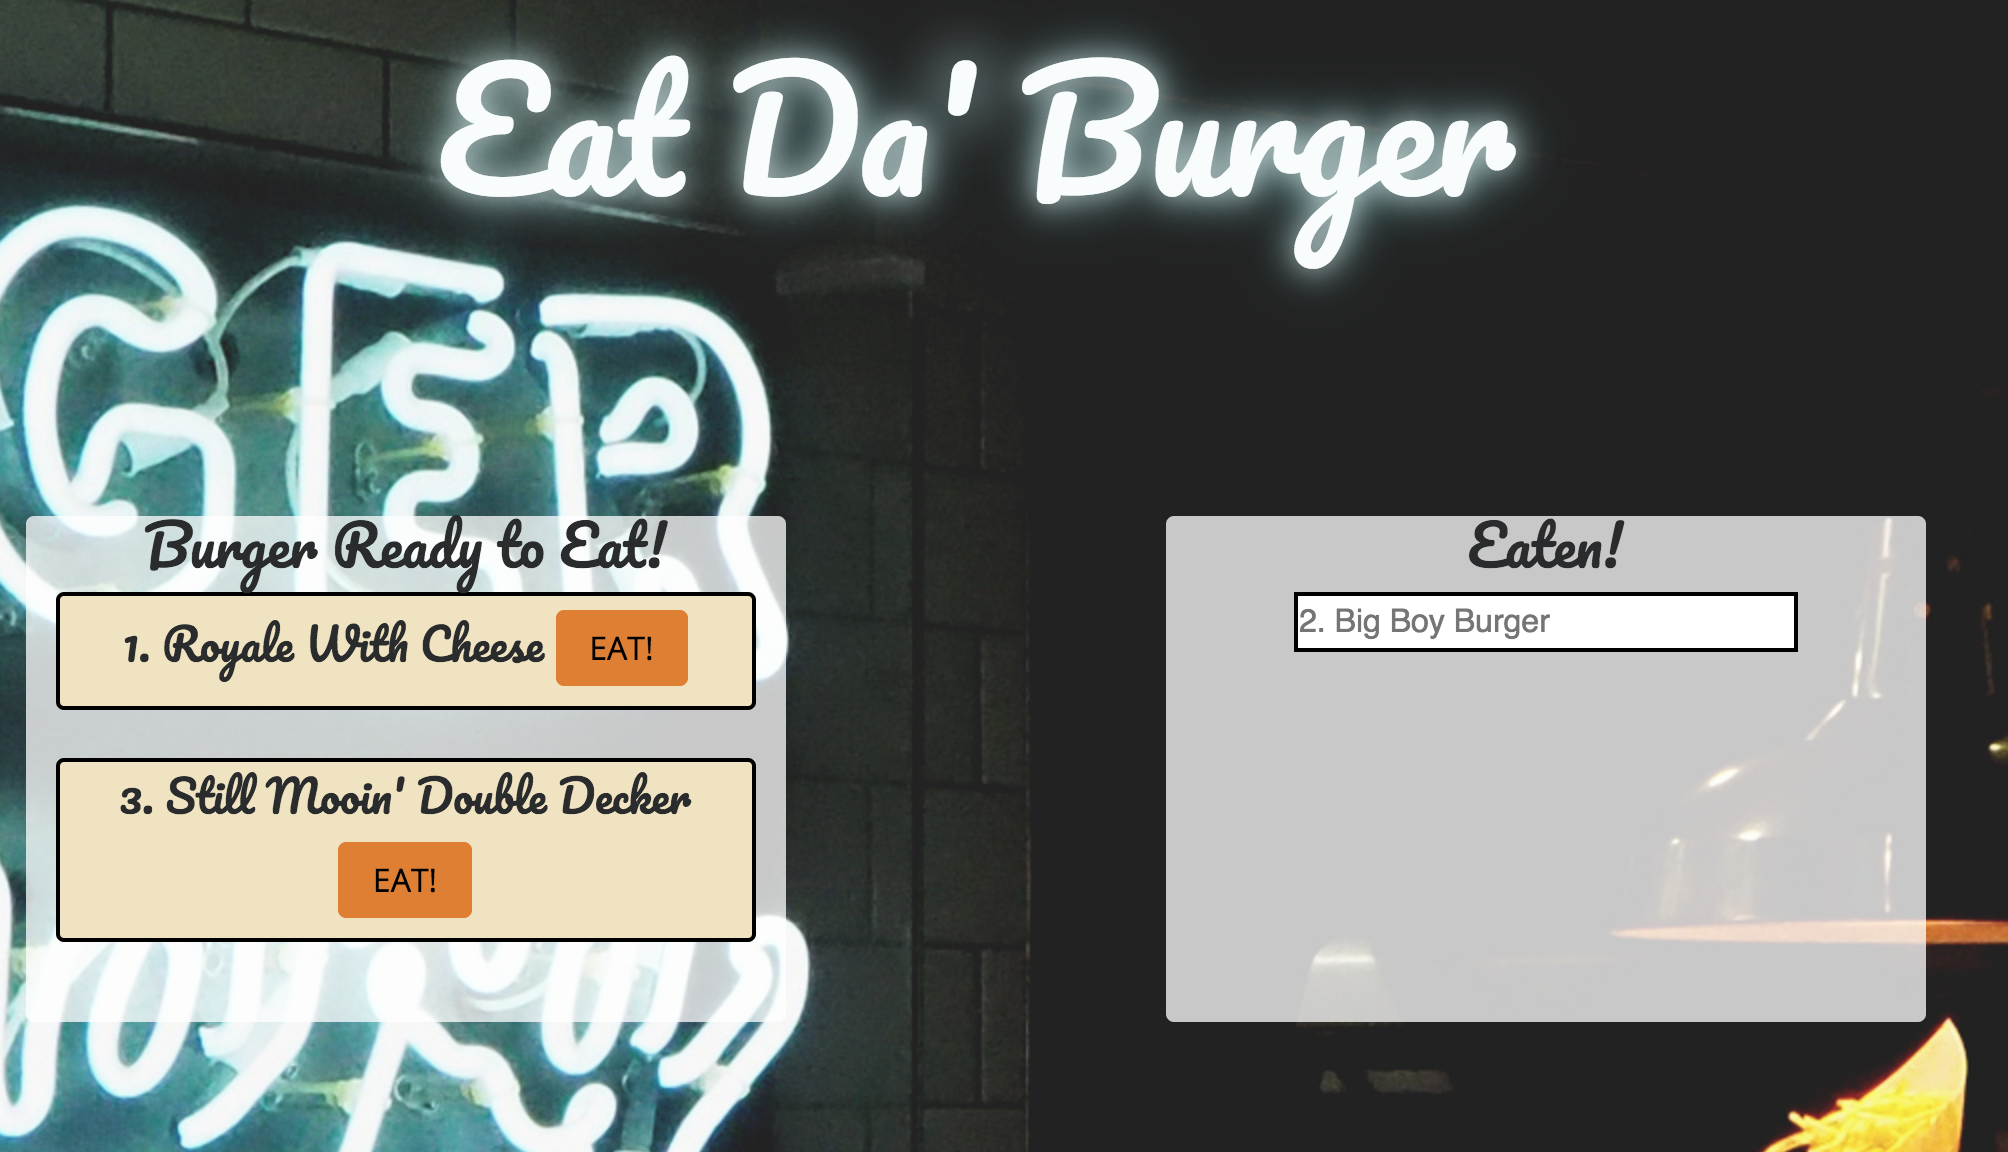 Eat Da' Burger
GER
Burger Ready to Eat!
1. Royale With Cheese EAT!
3. Still Mooin' Double Decker
EAT!
Eaten!
2. Big Boy Burger